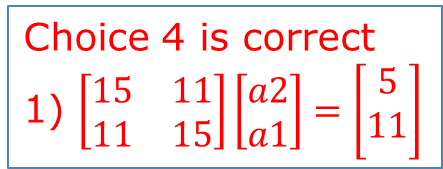 Choice 4 is correct
1) [15 11
11 15] [a2
a1] = [5
11]